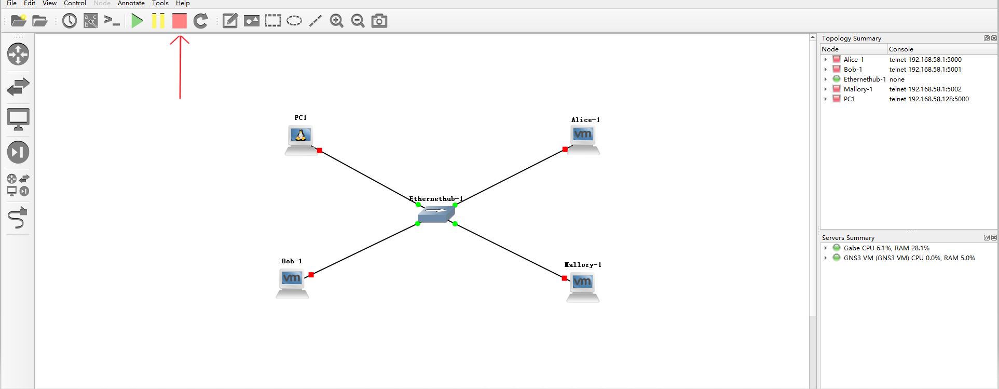 File Edit View Control Node Annotate Tools Help
Topology Summary
Node Console
Alice-1 telnet 192.168.58.1:5000
Bob-1 telnet 192.168.58.1:5001
Ethernethub-1 none
Mallory-1 telnet 192.168.58.1:5002
PC1 telnet 192.168.58.128:5000
PC1
Alice-1
vm
Ethernethub-1
Bob-1
vm
Mallory-1
vm
Servers Summary
Gabe CPU 6.1%, RAM 28.1%
GNS3 VM (GNS3 VM) CPU 0.0%, RAM 5.0%